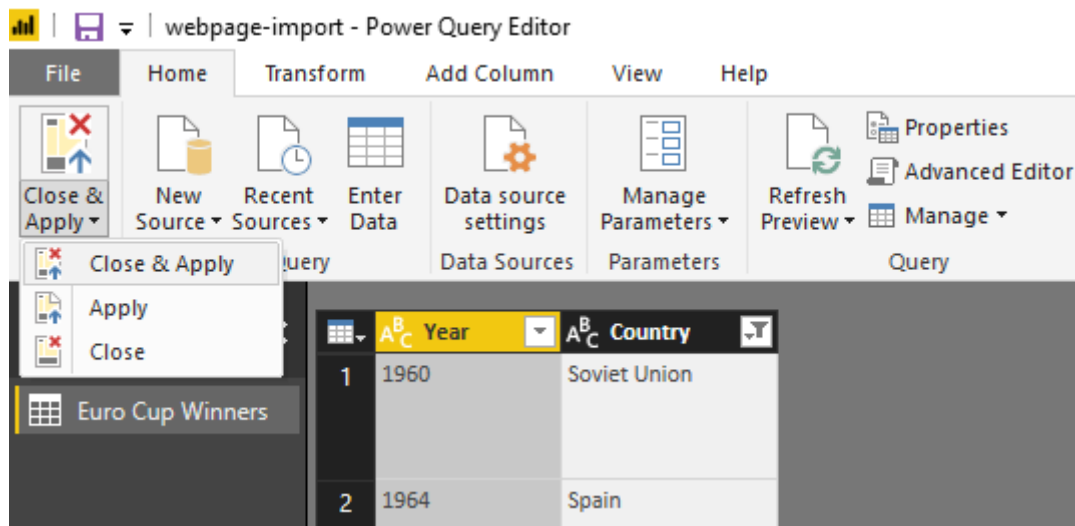 webpage-import - Power Query Editor
File Home Transform Add Column View Help
Close & Apply
New Source
Recent Sources
Enter Data
Data source settings
Manage Parameters
Refresh Preview
Properties
Advanced Editor
Manage
Data Sources
Parameters
Query
Close & Apply
Apply
Close
Euro Cup Winners
ABC Year
ABC Country
1 1960 Soviet Union
2 1964 Spain